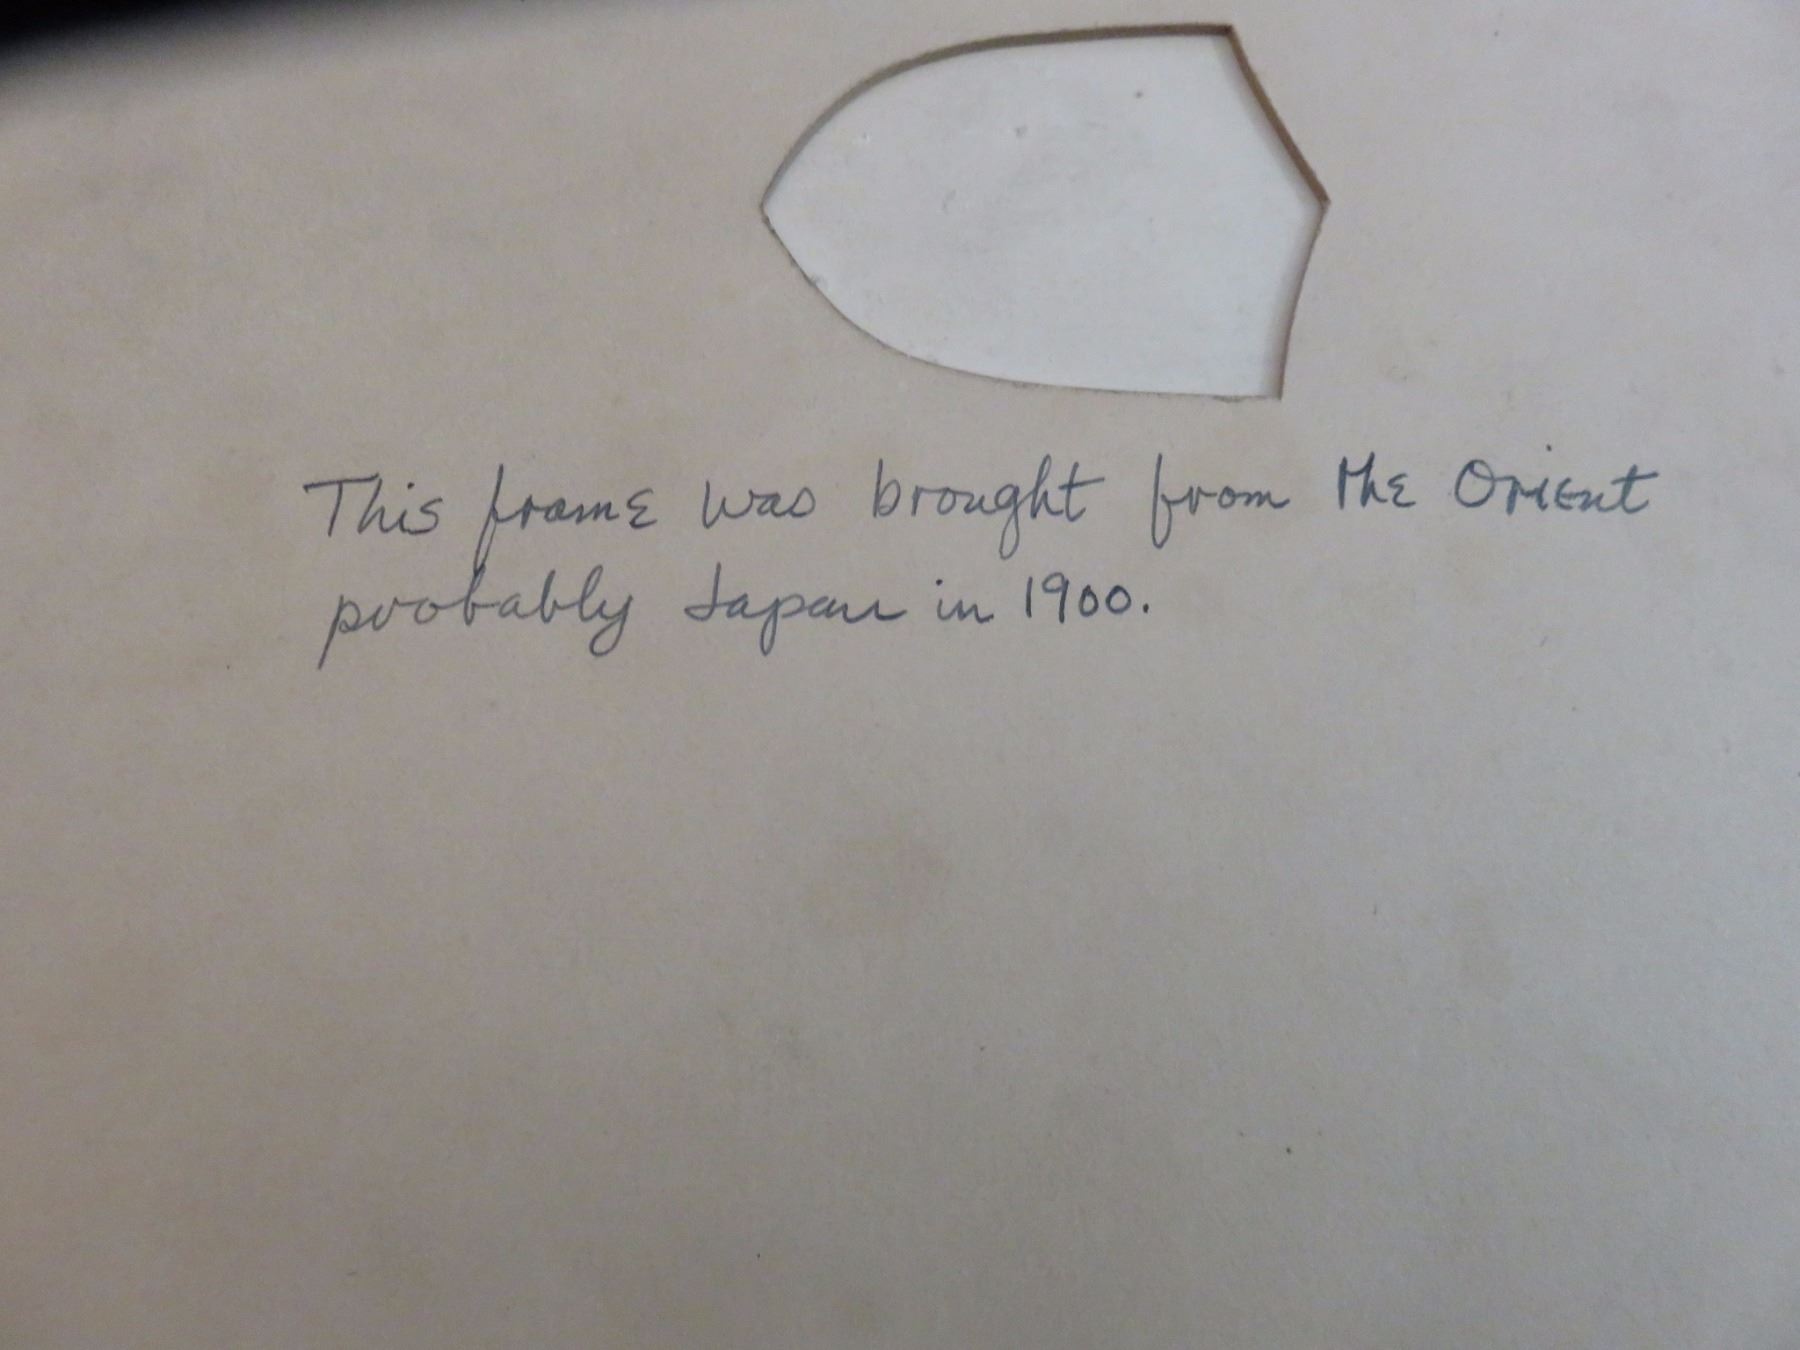 This frame was brought from the Orient
probably Japan in 1900.